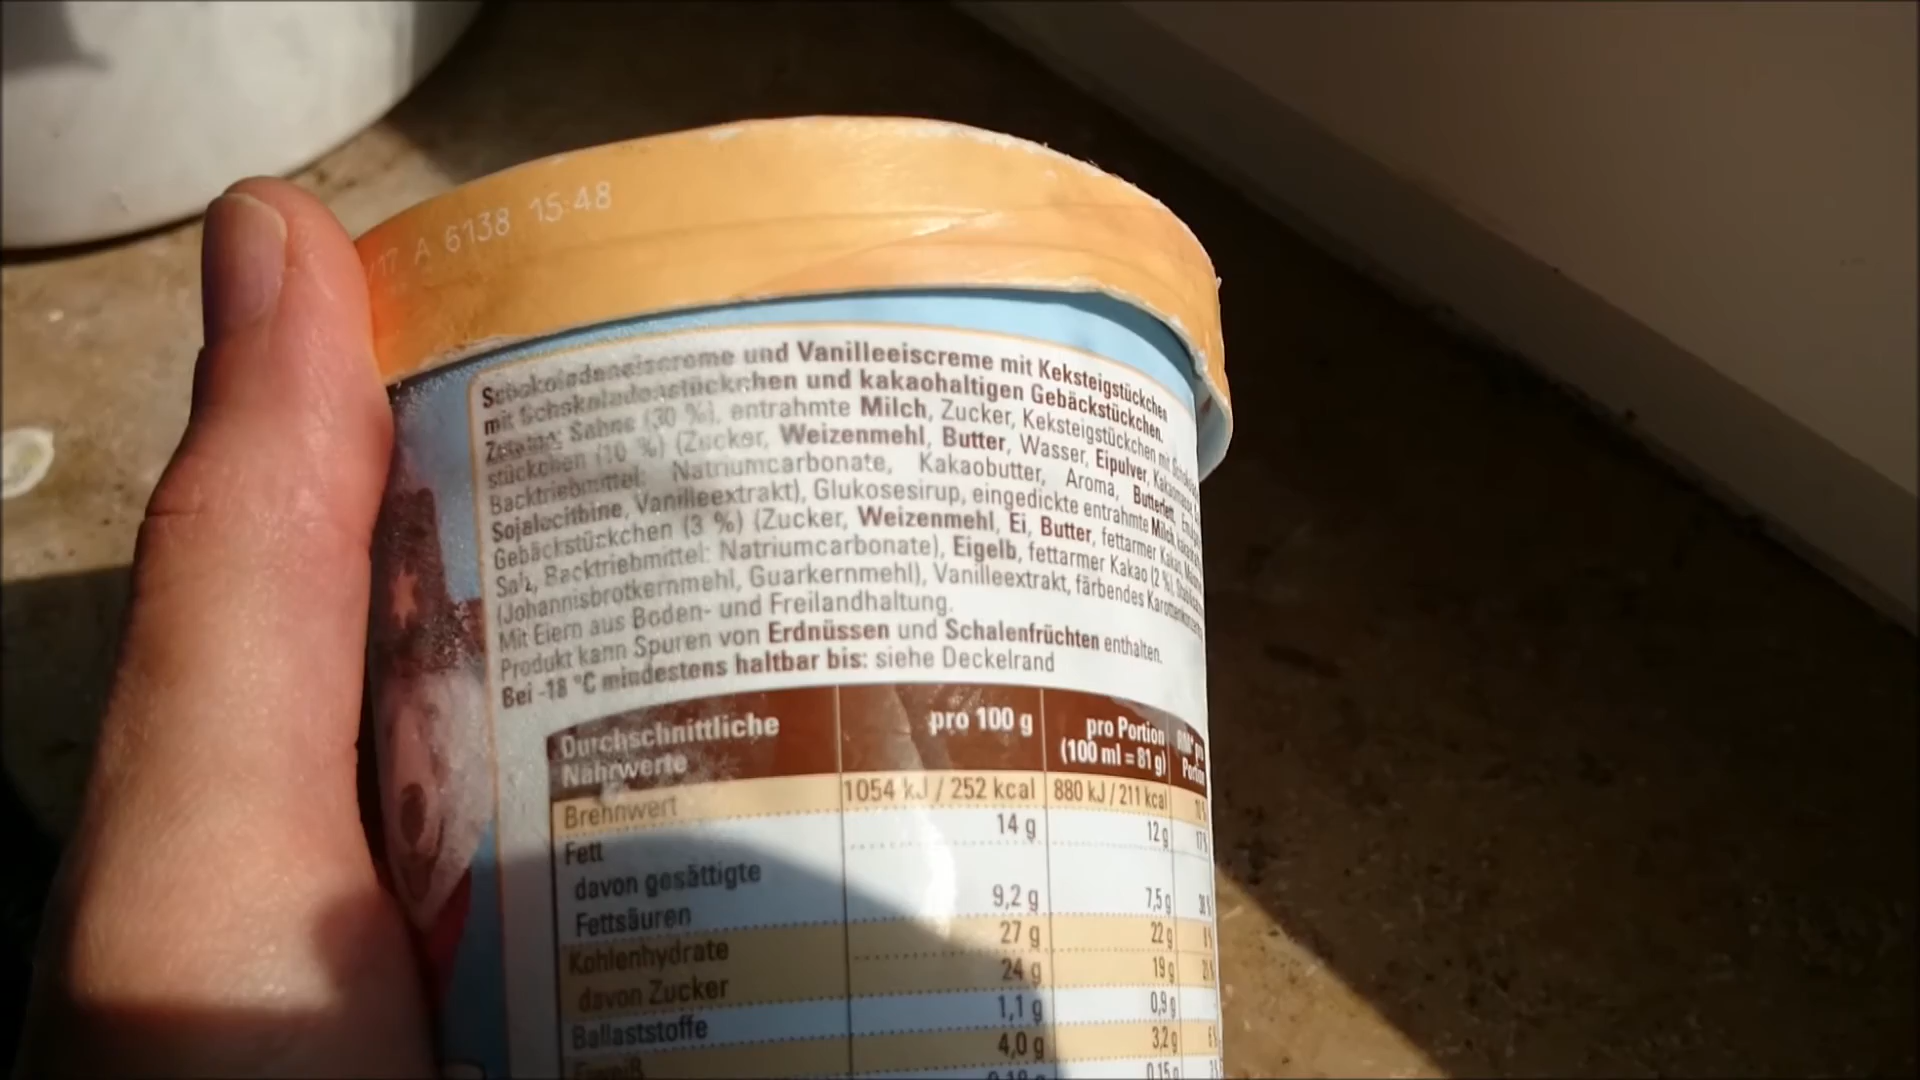 /17 A 6138 15:48
Schokoladeneiscreme und Vanilleeiscreme mit Keksteigstückchen
mit Schokoladenstückchen und kakaohaltigen Gebäckstückchen.
Zutaten: Sahne (30 %), entrahmte Milch, Zucker, Keksteigstückchen mit
stückchen (10 %) (Zucker, Weizenmehl, Butter, Wasser, Eipulver, Kakaomasse,
Backtriebmittel: Natriumcarbonate, Kakaobutter, Aroma, Butterfett,
Sojalecithine, Vanilleextrakt), Glukosesirup, eingedickte entrahmte Milch,
Gebäckstückchen (3 %) (Zucker, Weizenmehl, Ei, Butter, fettarmer Kakao,
Salz, Backtriebmittel: Natriumcarbonate), Eigelb, fettarmer Kakao (2 %),
(Johannisbrotkernmehl, Guarkernmehl), Vanilleextrakt, färbendes
Mit Eiern aus Boden- und Freilandhaltung.
Produkt kann Spuren von Erdnüssen und Schalenfrüchten enthalten.
Bei -18 °C mindestens haltbar bis: siehe Deckelrand
Durchschnittliche Nährwerte pro 100 g pro Portion (100 ml = 81 g) Portion
Brennwert 1054 kJ / 252 kcal 880 kJ / 211 kcal
Fett 14 g 12 g
davon gesättigte
Fettsäuren 9,2 g 7,5 g
Kohlenhydrate 27 g 22 g
davon Zucker 24 g 19 g
Ballaststoffe 1,1 g 0,9 g
Eiweiß 4,0 g 3,2 g